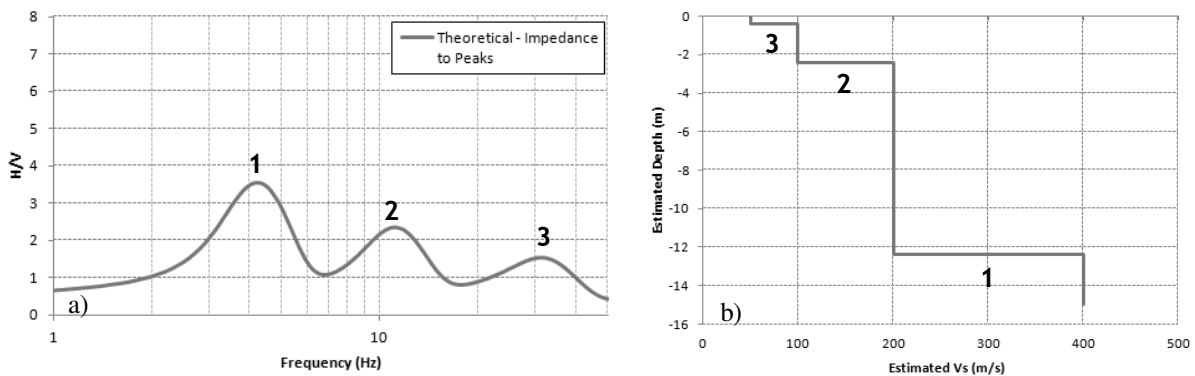 8
7
6
5
4
3
2
1
0
H/V
Theoretical - Impedance
to Peaks
1
2
3
a)
1 10
Frequency (Hz)
0
-2
-4
-6
-8
-10
-12
-14
-16
Estimated Depth (m)
3
2
1
b)
0 100 200 300 400 500
Estimated Vs (m/s)